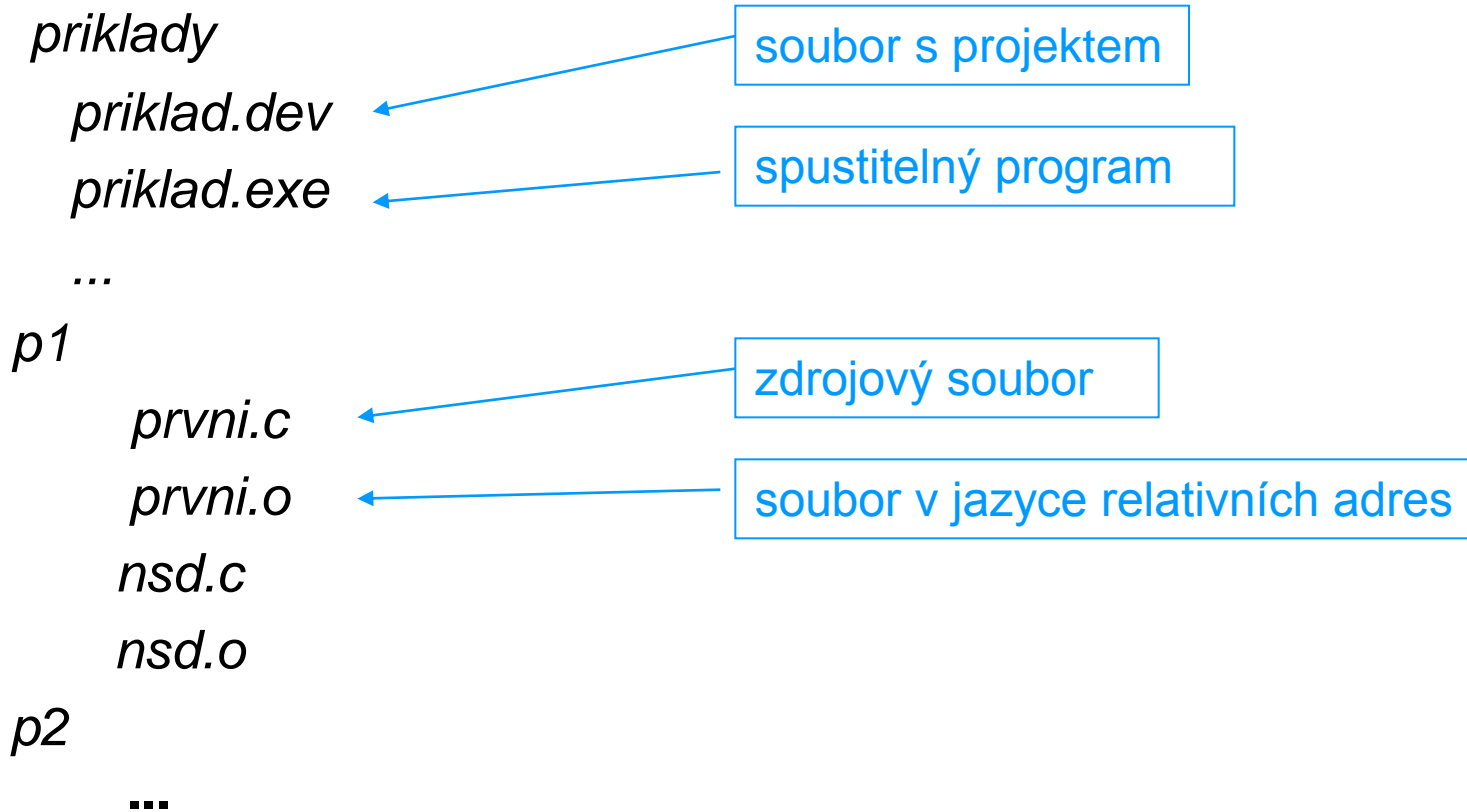 priklady
soubor s projektem
priklad.dev
spustitelný program
priklad.exe
...
p1
zdrojový soubor
prvni.c
prvni.o
soubor v jazyce relativních adres
nsd.c
nsd.o
p2
...